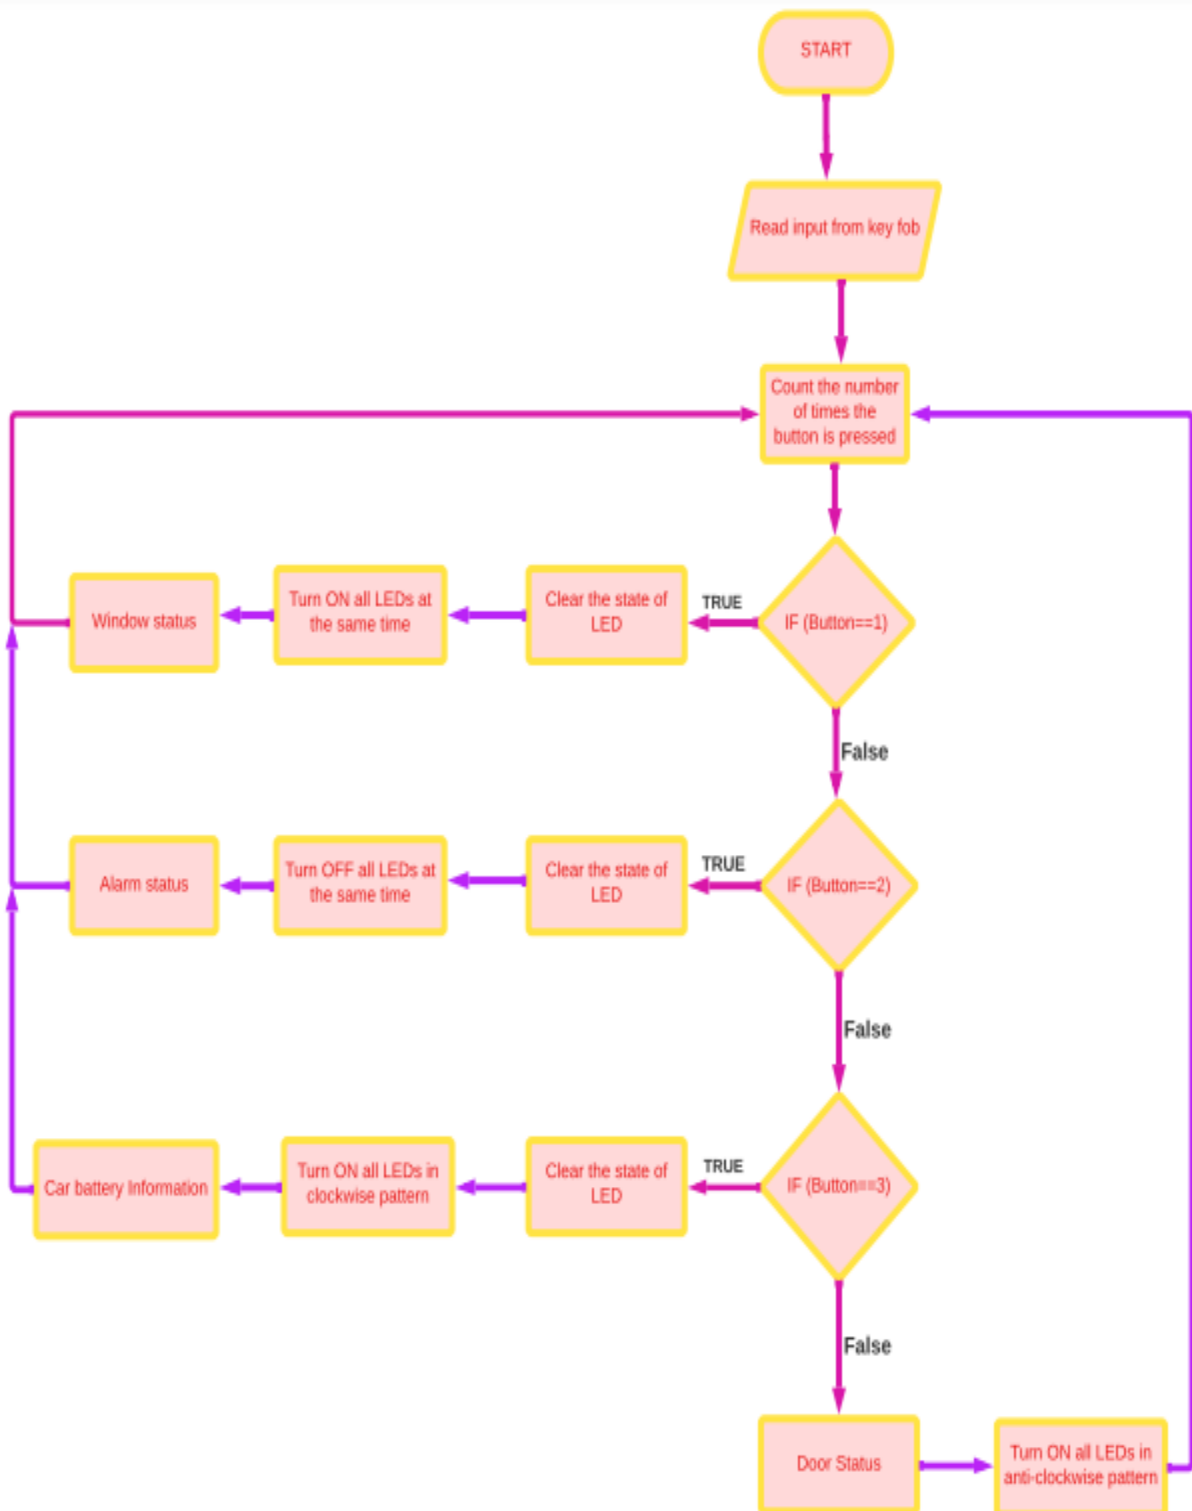 START
Read input from key fob
Count the number
of times the
button is pressed
Window status
Turn ON all LEDs at
the same time
Clear the state of
LED
TRUE
IF (Button==1)
False
Alarm status
Turn OFF all LEDs at
the same time
Clear the state of
LED
TRUE
IF (Button==2)
False
Car battery Information
Turn ON all LEDs in
clockwise pattern
Clear the state of
LED
TRUE
IF (Button==3)
False
Door Status
Turn ON all LEDs in
anti-clockwise pattern